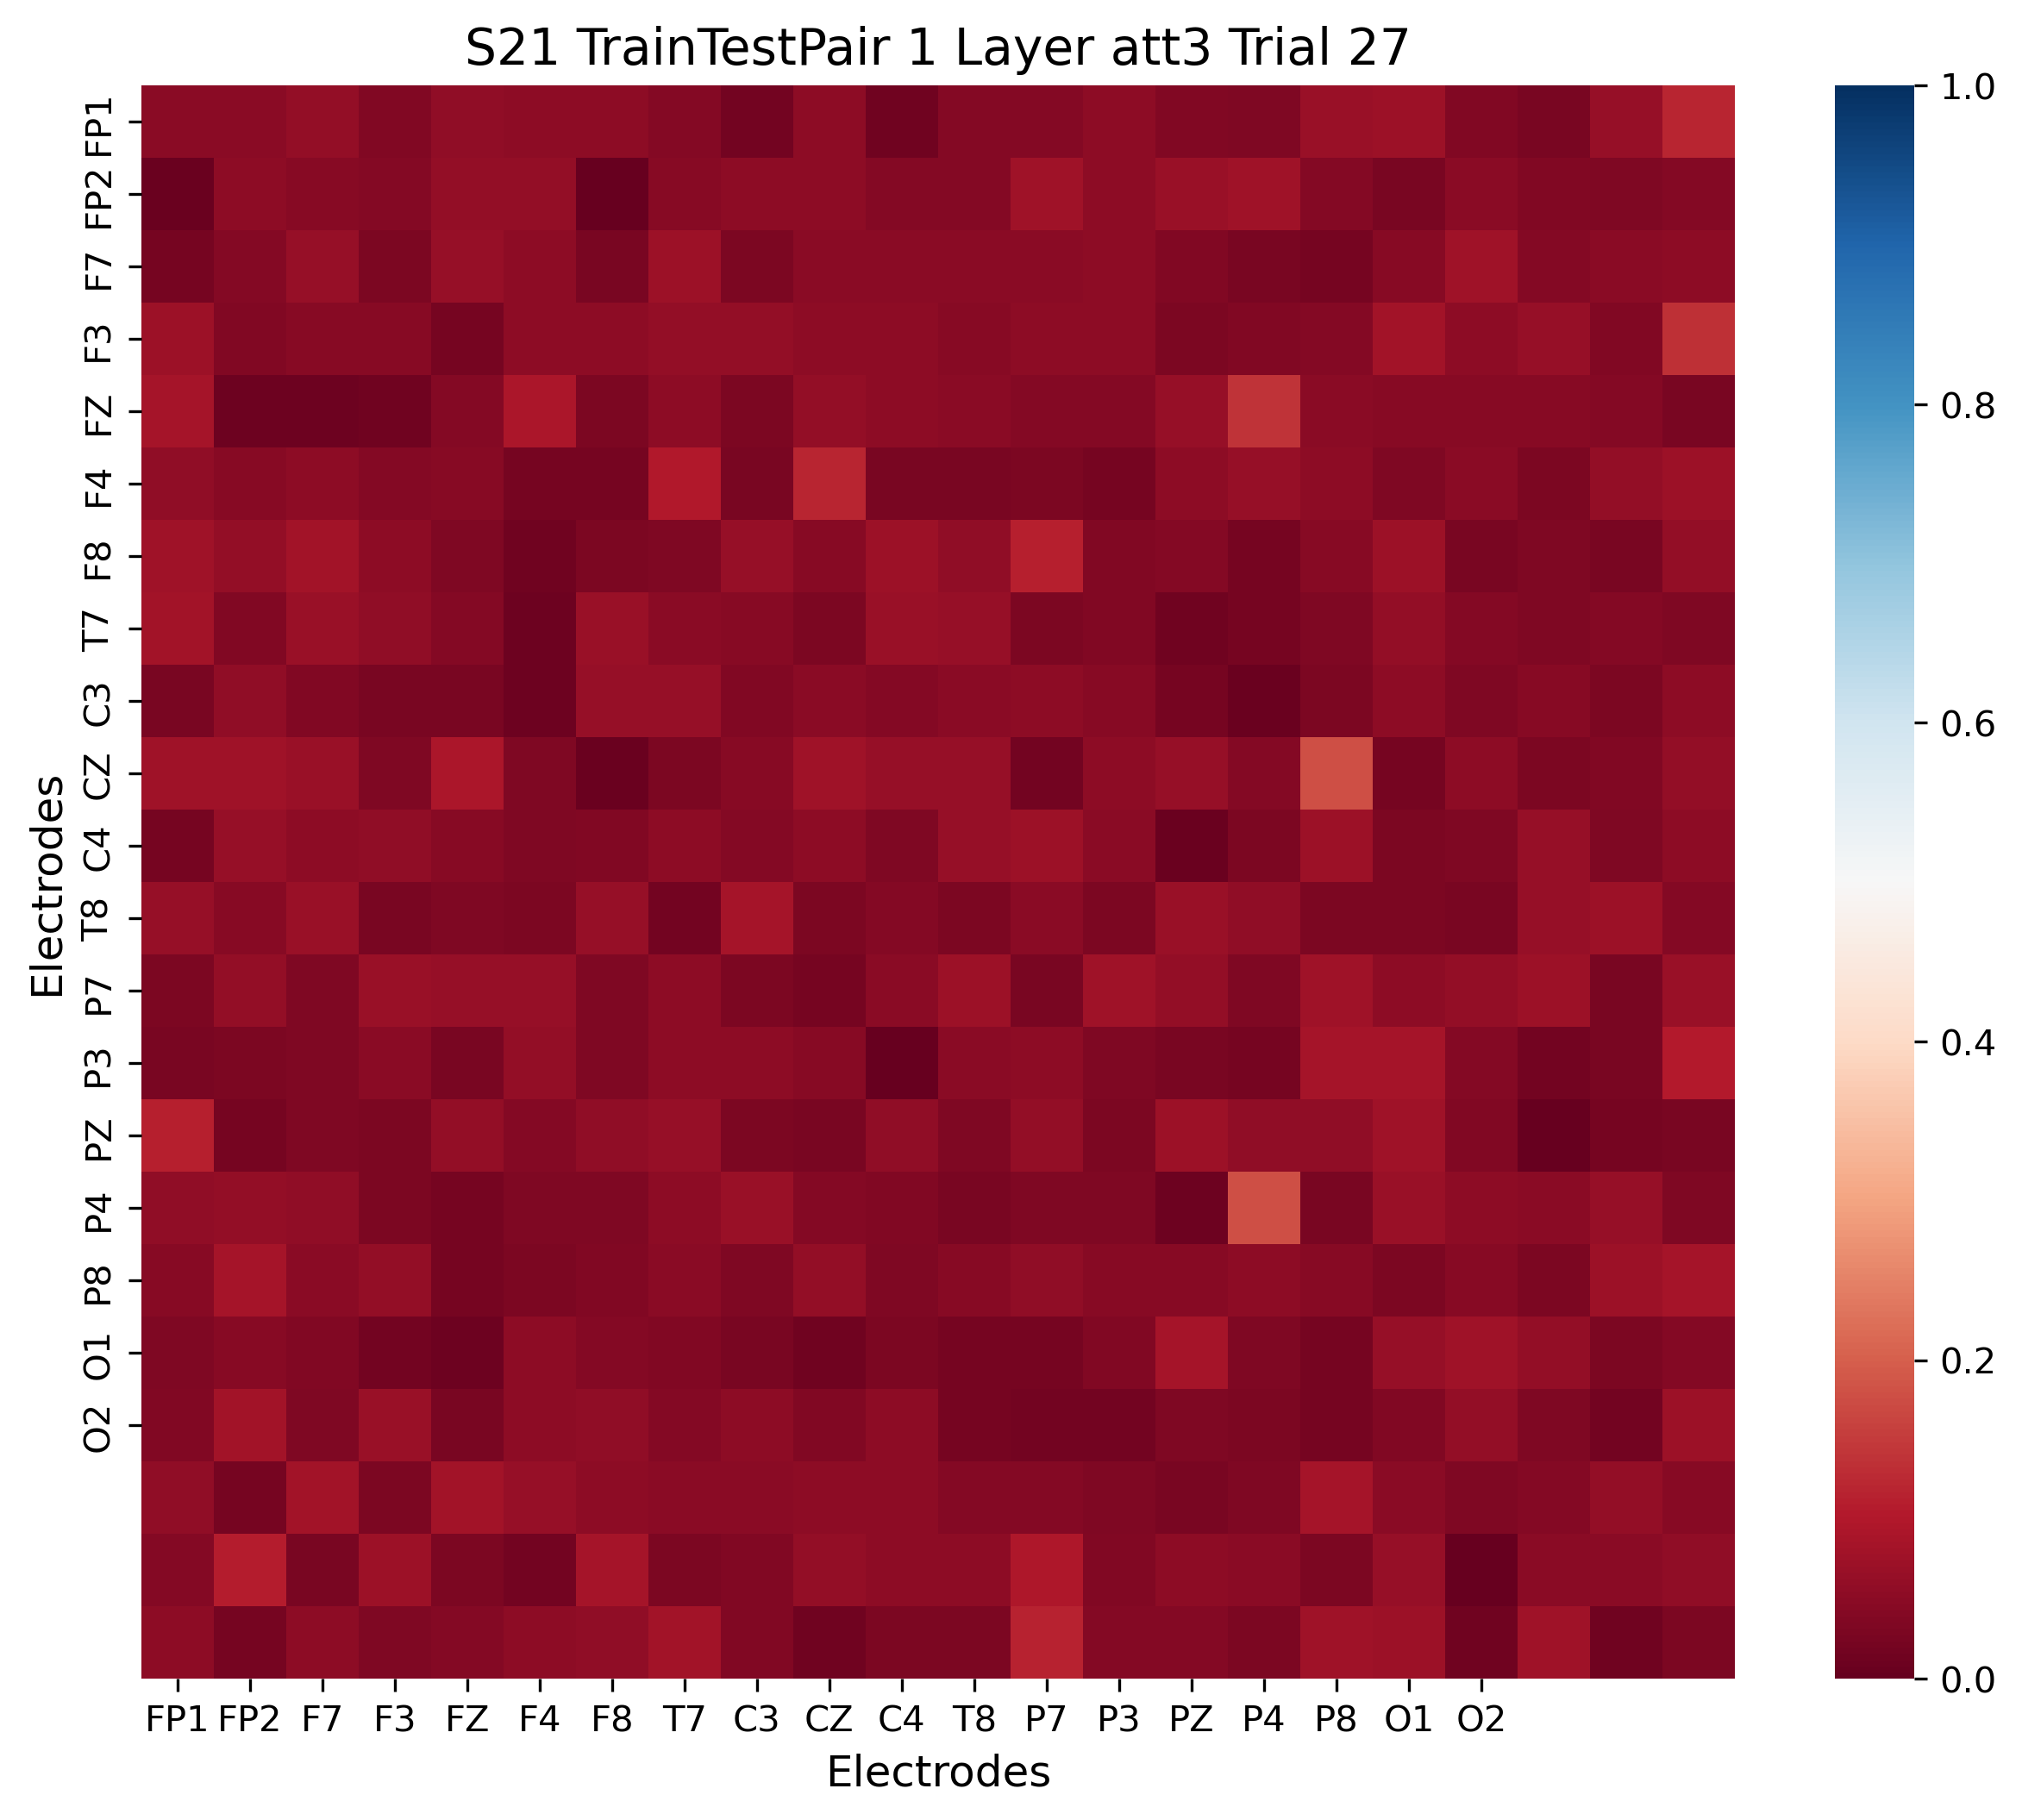 S21 TrainTestPair 1 Layer att3 Trial 27
Electrodes
FP1
FP2
F7
F3
FZ
F4
F8
T7
C3
CZ
C4
T8
P7
P3
PZ
P4
P8
O1
O2
FP1 FP2 F7 F3 FZ F4 F8 T7 C3 CZ C4 T8 P7 P3 PZ P4 P8 O1 O2
Electrodes
1.0
0.8
0.6
0.4
0.2
0.0